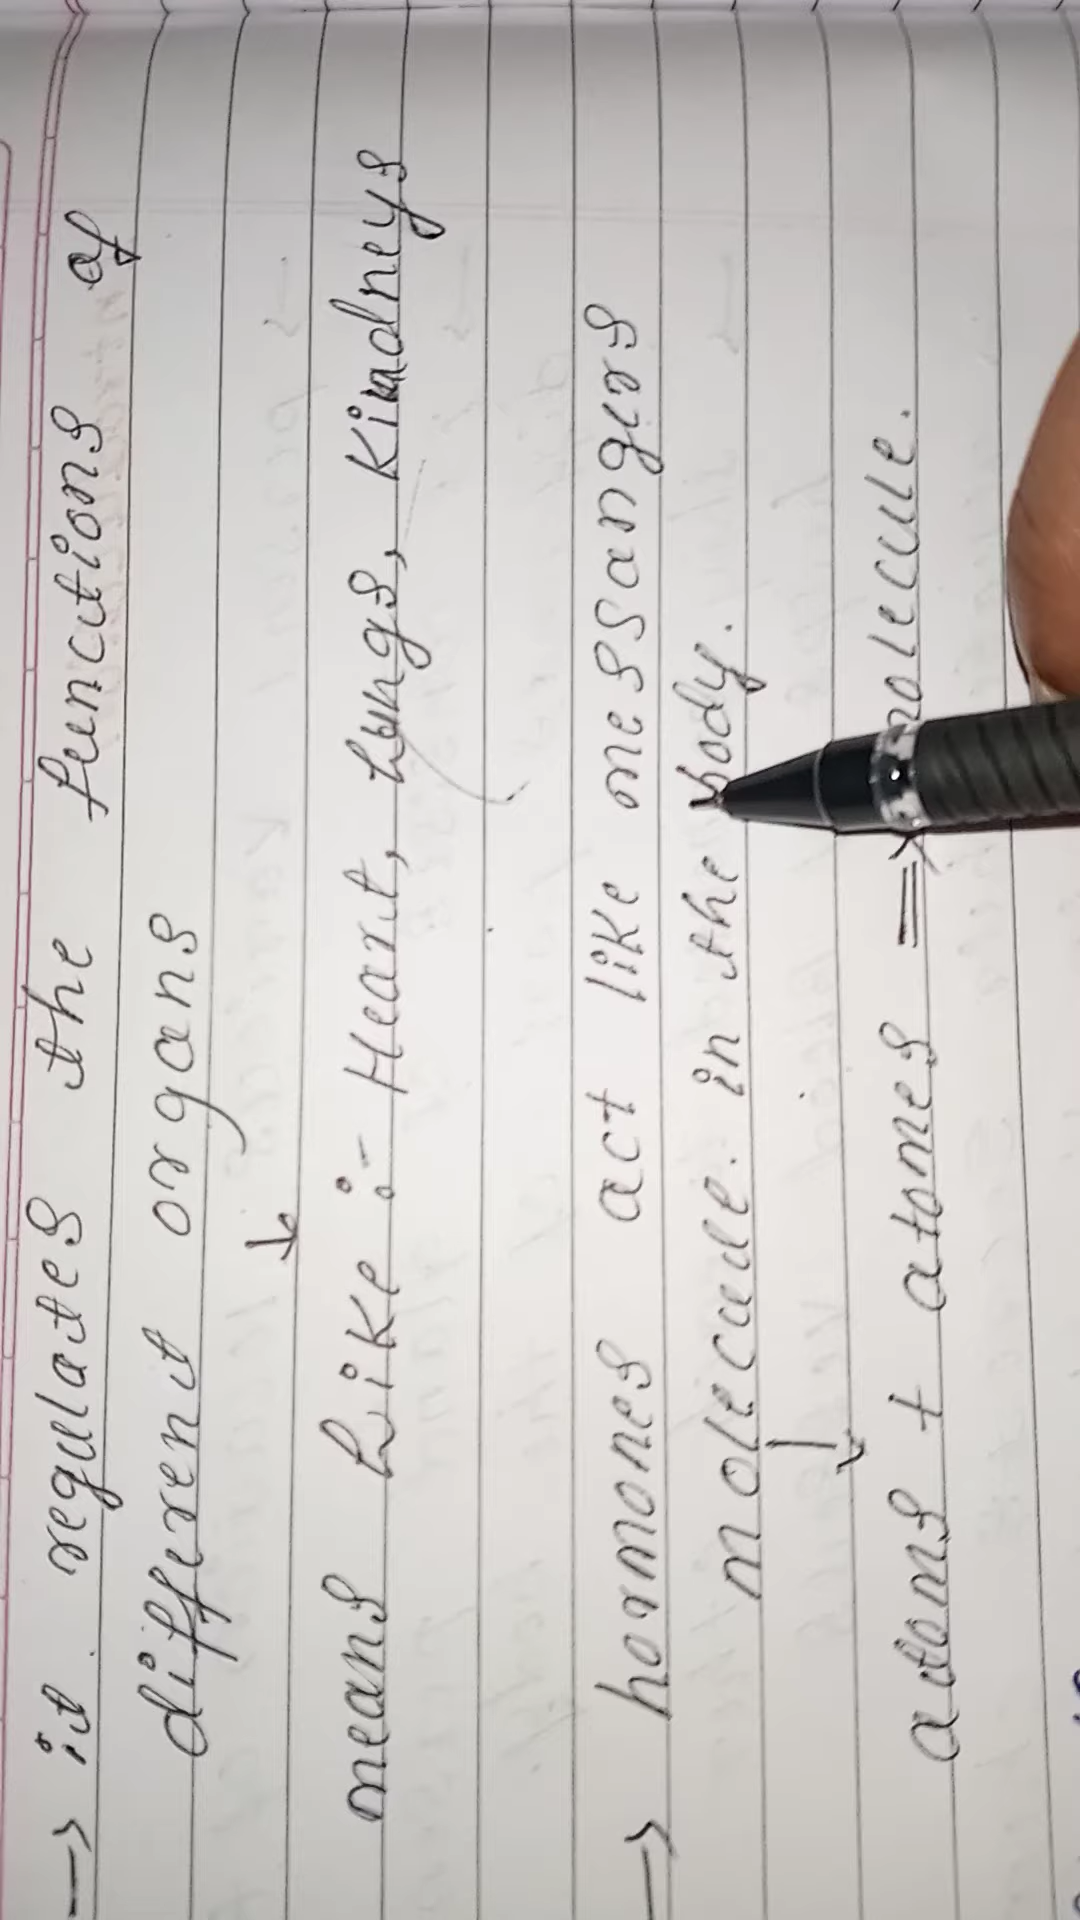 → it regulates the functions of
different organs
↓
means Like :- Heart, Lungs, Kindneys
→ hormones act like messangers
molecule. in the body.
↓
atoms + atomes ⇒ molecule.